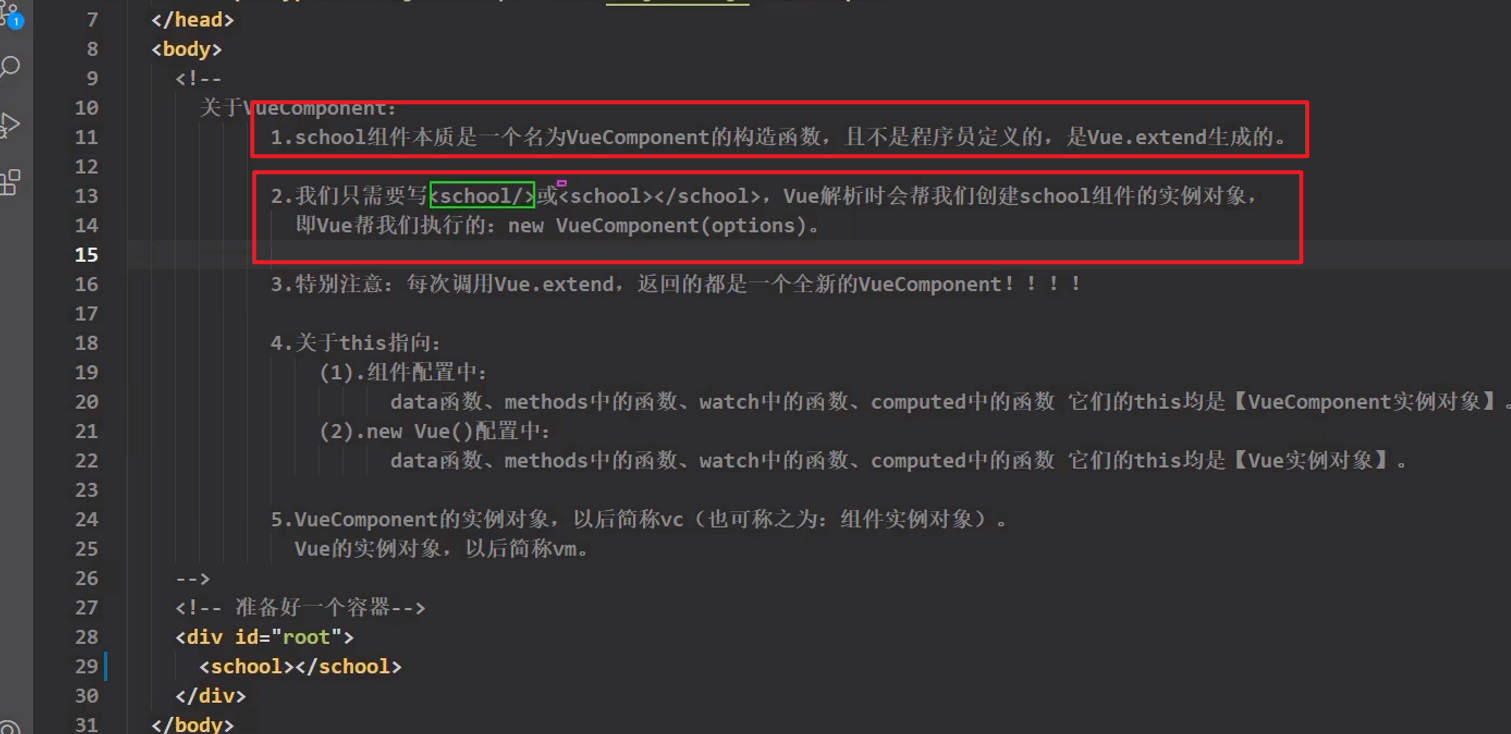 7 </head>
8 <body>
9 <!--
10 关于VueComponent:
11 1.school组件本质是一个名为VueComponent的构造函数，且不是程序员定义的，是Vue.extend生成的。
12
13 2.我们只需要写<school/>或<school></school>，Vue解析时会帮我们创建school组件的实例对象，
14 即Vue帮我们执行的：new VueComponent(options)。
15
16 3.特别注意：每次调用Vue.extend，返回的都是一个全新的VueComponent！！！！
17
18 4.关于this指向：
19 (1).组件配置中：
20 data函数、methods中的函数、watch中的函数、computed中的函数 它们的this均是【VueComponent实例对象】。
21 (2).new Vue()配置中：
22 data函数、methods中的函数、watch中的函数、computed中的函数 它们的this均是【Vue实例对象】。
23
24 5.VueComponent的实例对象，以后简称vc（也可称之为：组件实例对象）。
25 Vue的实例对象，以后简称vm。
26 -->
27 <!-- 准备好一个容器-->
28 <div id="root">
29 <school></school>
30 </div>
31 </body>
1